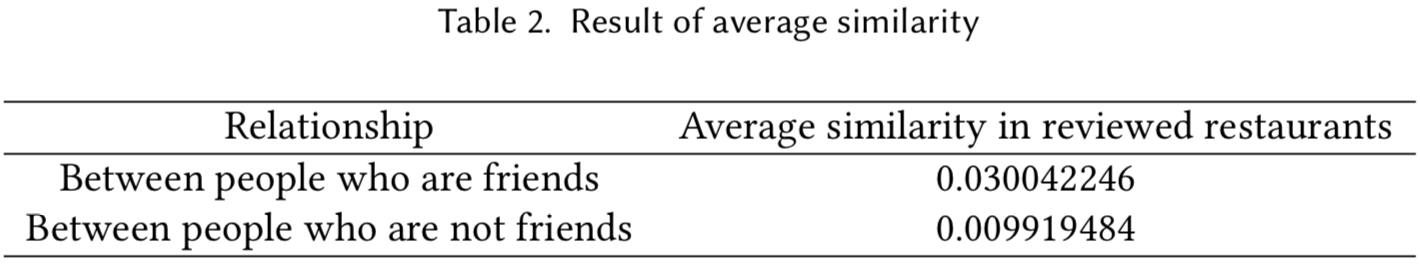 Table 2. Result of average similarity
Relationship Average similarity in reviewed restaurants
Between people who are friends 0.030042246
Between people who are not friends 0.009919484